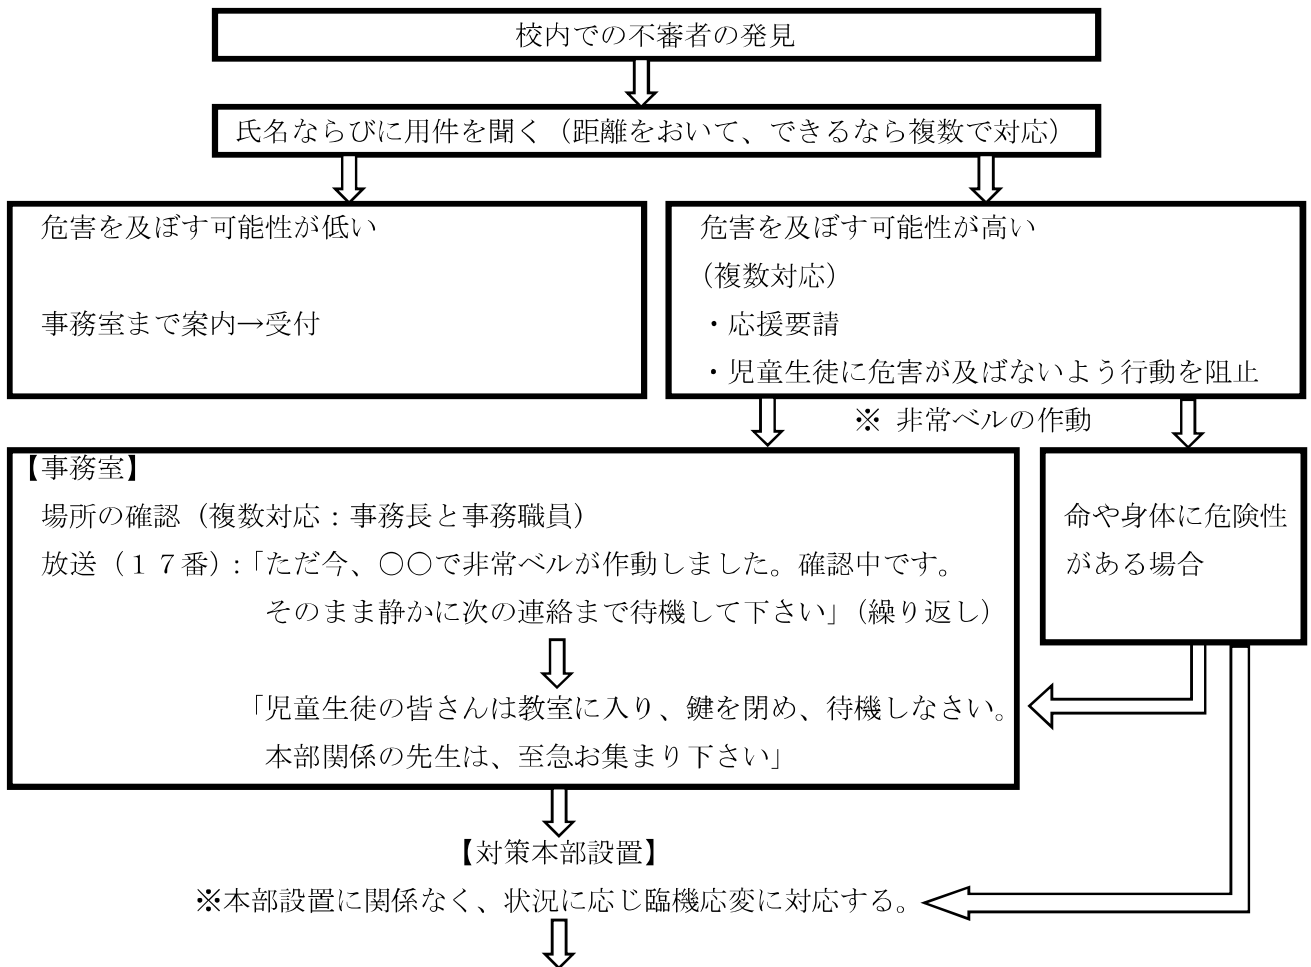 校内での不審者の発見
氏名ならびに用件を聞く（距離をおいて、できるなら複数で対応）
危害を及ぼす可能性が低い
事務室まで案内→受付
危害を及ぼす可能性が高い
（複数対応）
・応援要請
・児童生徒に危害が及ばないよう行動を阻止
※ 非常ベルの作動
【事務室】
場所の確認（複数対応：事務長と事務職員）
放送（１７番）：「ただ今、〇〇で非常ベルが作動しました。確認中です。
そのまま静かに次の連絡まで待機して下さい」（繰り返し）
「児童生徒の皆さんは教室に入り、鍵を閉め、待機しなさい。
本部関係の先生は、至急お集まり下さい」
命や身体に危険性
がある場合
【対策本部設置】
※本部設置に関係なく、状況に応じ臨機応変に対応する。